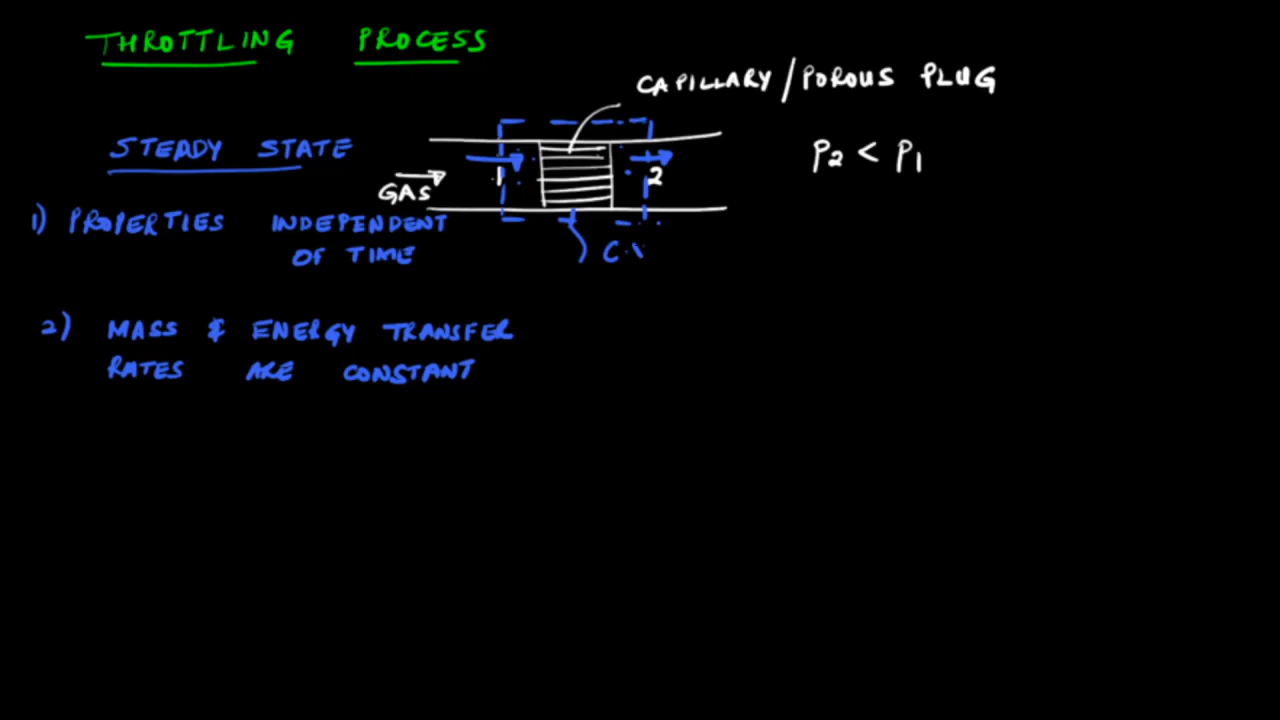 THROTTLING PROCESS
CAPILLARY/POROUS PLUG
STEADY STATE
P2 < P1
1
2
GAS
1) PROPERTIES INDEPENDENT
OF TIME
C.V
2) MASS & ENERGY TRANSFER
RATES ARE CONSTANT